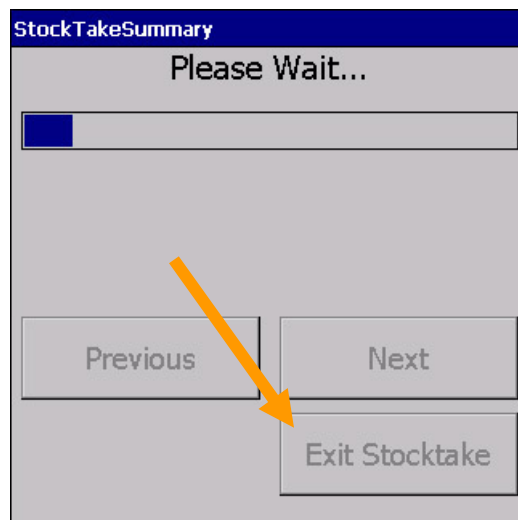 StockTakeSummary
Please Wait...
Previous Next
Exit Stocktake